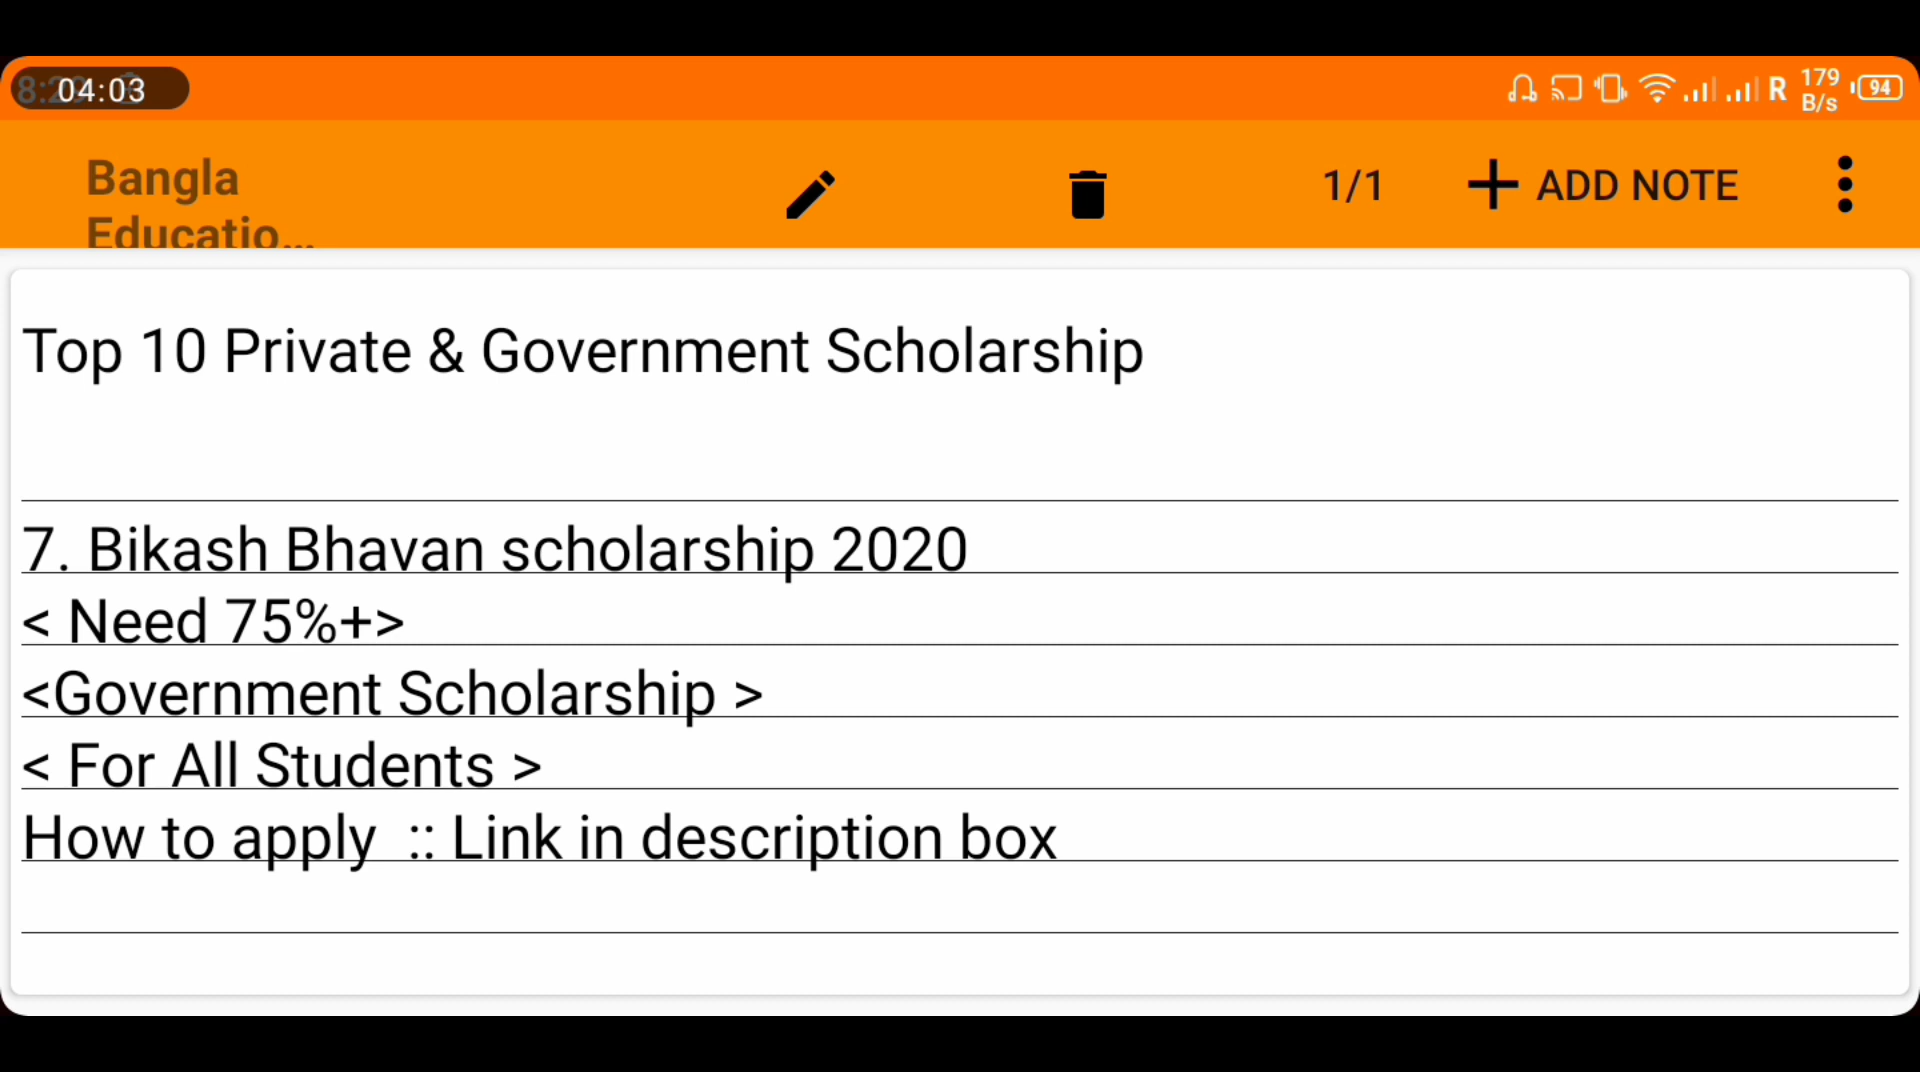 04:03
R
179
B/s
94
Bangla
Educatio...
1/1
ADD NOTE
Top 10 Private & Government Scholarship
7. Bikash Bhavan scholarship 2020
< Need 75%+>
<Government Scholarship >
< For All Students >
How to apply  :: Link in description box